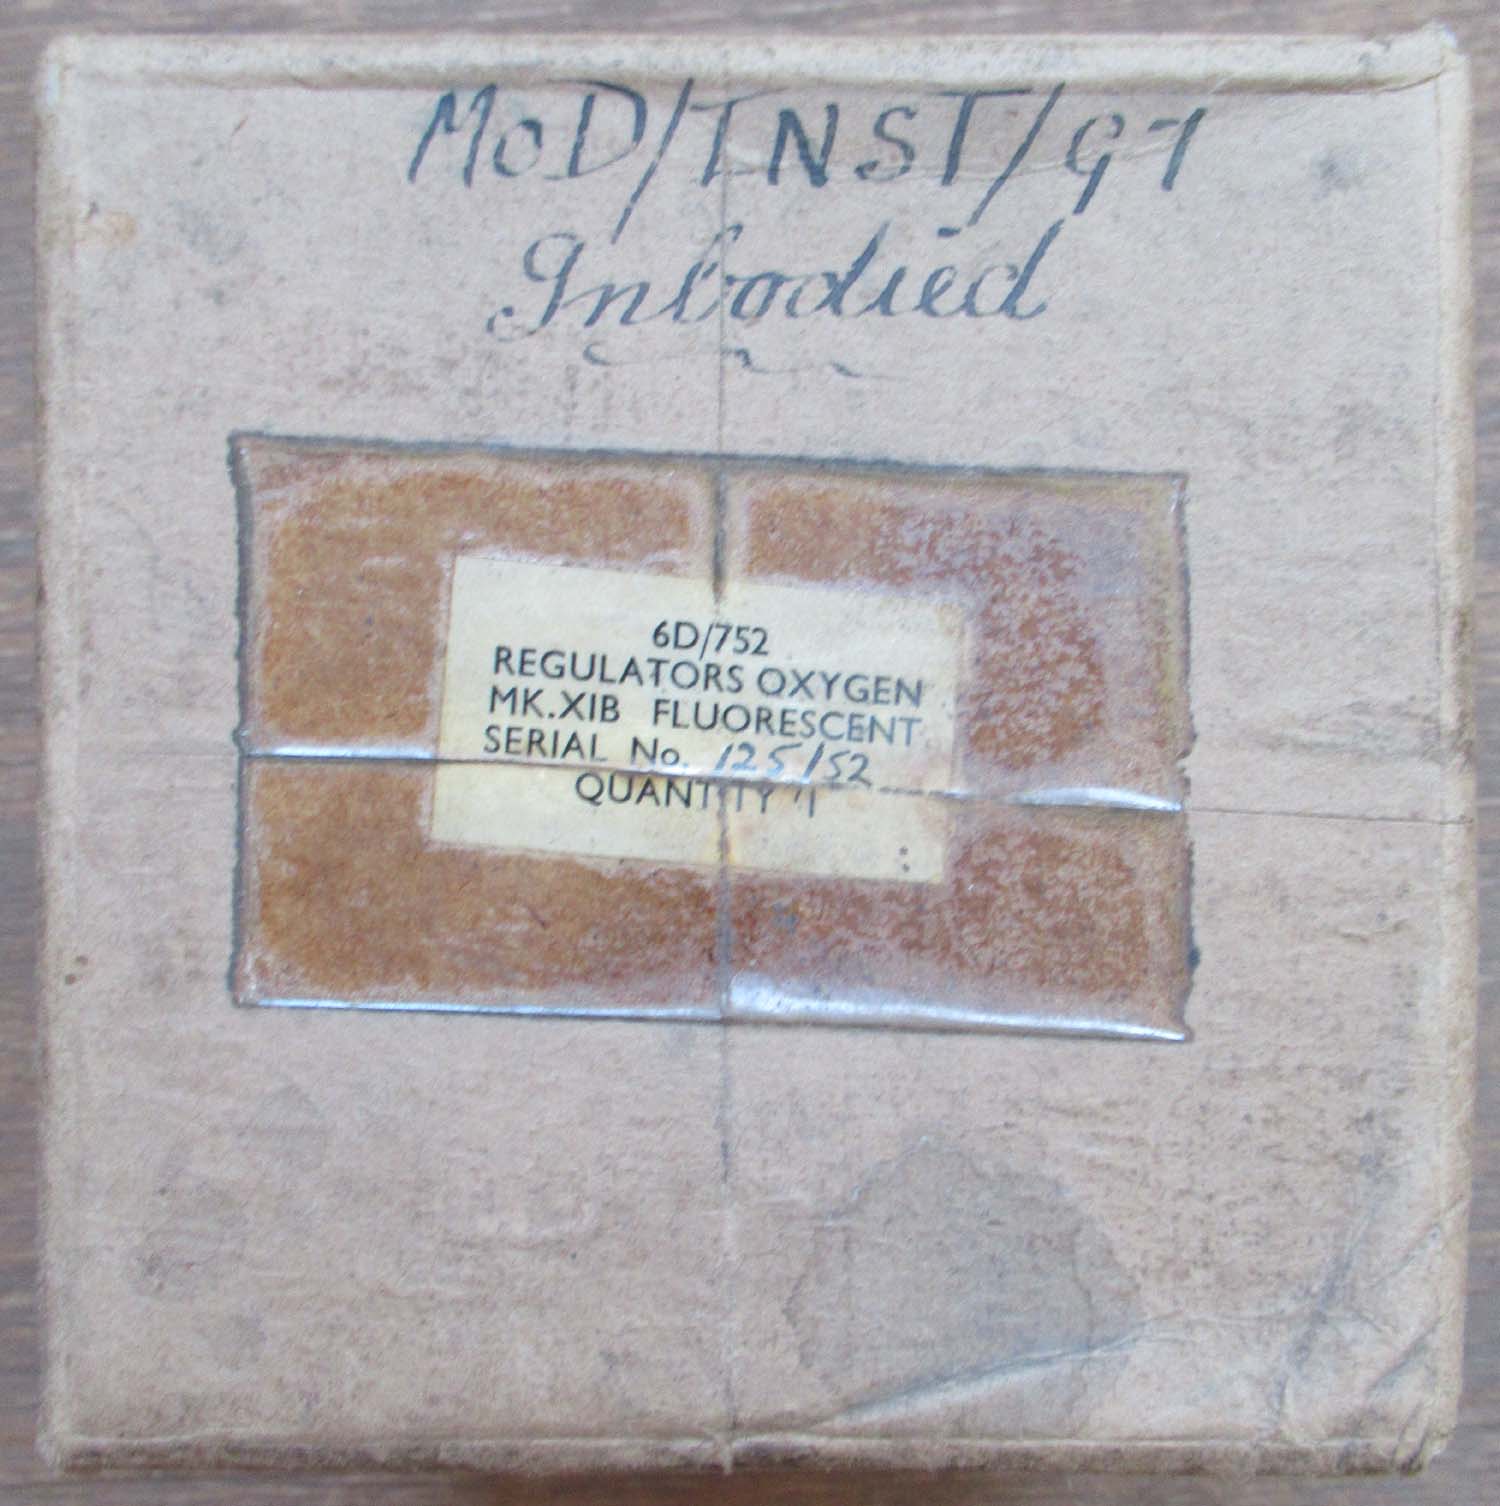 MoD/INST/97
Inbodied
6D/752
REGULATORS OXYGEN
MK.XIB FLUORESCENT
SERIAL No. 125/52
QUANTITY 1